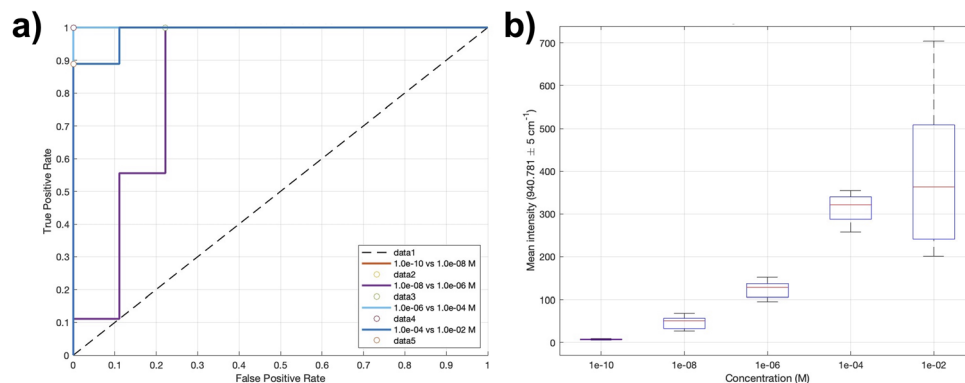 a)
True Positive Rate
1
0.9
0.8
0.7
0.6
0.5
0.4
0.3
0.2
0.1
0
0
0.1
0.2
0.3
0.4
0.5
0.6
0.7
0.8
0.9
1
False Positive Rate
data1
1.0e-10 vs 1.0e-08 M
data2
1.0e-08 vs 1.0e-06 M
data3
1.0e-06 vs 1.0e-04 M
data4
1.0e-04 vs 1.0e-02 M
data5
b)
Mean intensity (940.781 ± 5 cm⁻¹)
700
600
500
400
300
200
100
0
1e-10
1e-08
1e-06
1e-04
1e-02
Concentration (M)